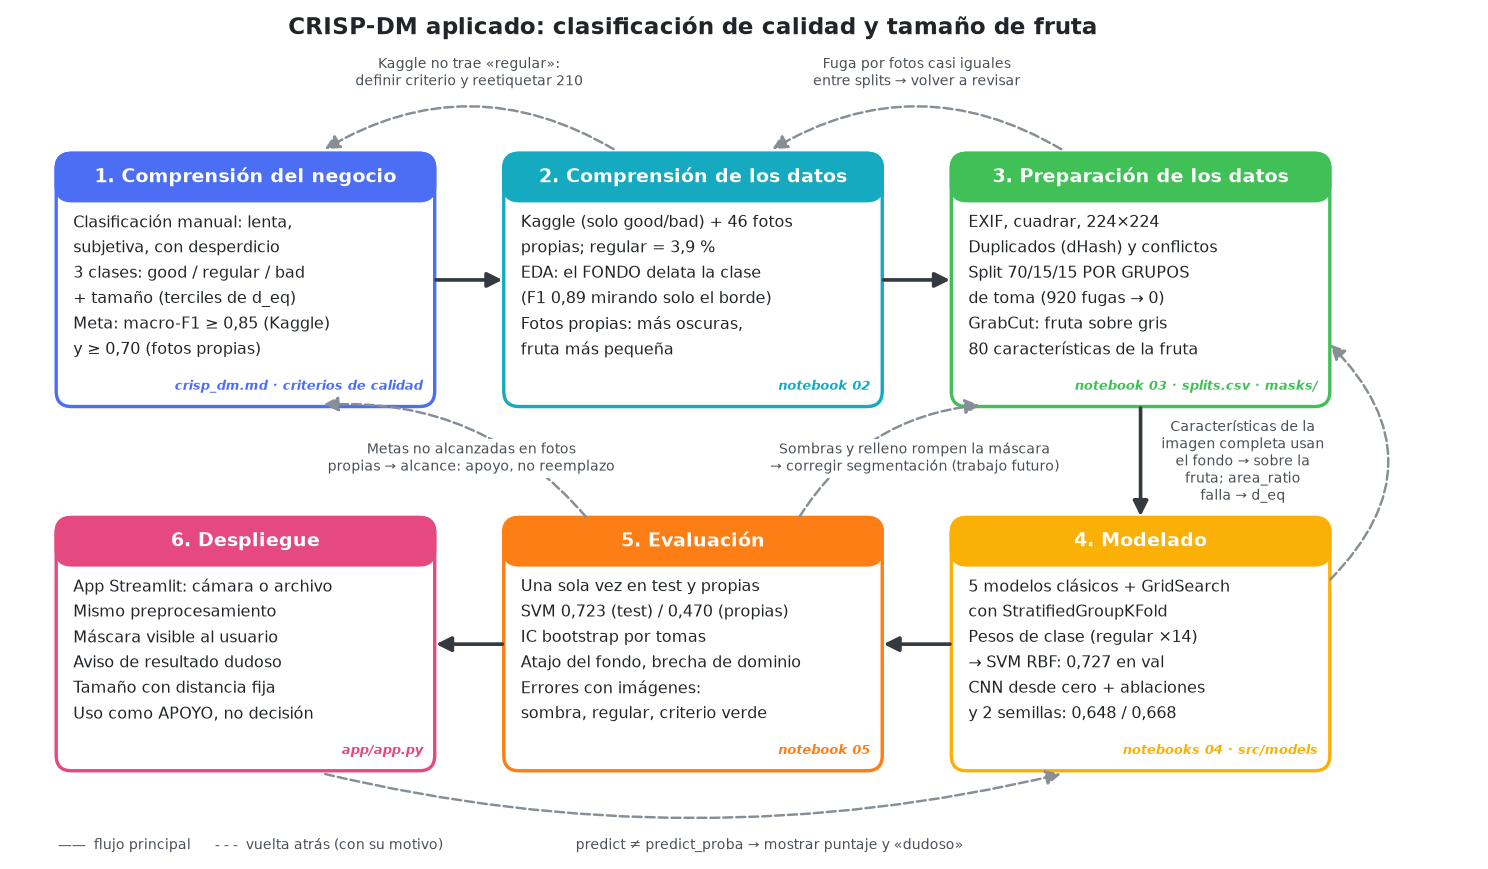 CRISP-DM aplicado: clasificación de calidad y tamaño de fruta
Kaggle no trae «regular»:
definir criterio y reetiquetar 210
Fuga por fotos casi iguales
entre splits → volver a revisar
1. Comprensión del negocio
Clasificación manual: lenta,
subjetiva, con desperdicio
3 clases: good / regular / bad
+ tamaño (terciles de d_eq)
Meta: macro-F1 ≥ 0,85 (Kaggle)
y ≥ 0,70 (fotos propias)
crisp_dm.md · criterios de calidad
2. Comprensión de los datos
Kaggle (solo good/bad) + 46 fotos
propias; regular = 3,9 %
EDA: el FONDO delata la clase
(F1 0,89 mirando solo el borde)
Fotos propias: más oscuras,
fruta más pequeña
notebook 02
3. Preparación de los datos
EXIF, cuadrar, 224×224
Duplicados (dHash) y conflictos
Split 70/15/15 POR GRUPOS
de toma (920 fugas → 0)
GrabCut: fruta sobre gris
80 características de la fruta
notebook 03 · splits.csv · masks/
Metas no alcanzadas en fotos
propias → alcance: apoyo, no reemplazo
Sombras y relleno rompen la máscara
→ corregir segmentación (trabajo futuro)
Características de la
imagen completa usan
el fondo → sobre la
fruta; area_ratio
falla → d_eq
6. Despliegue
App Streamlit: cámara o archivo
Mismo preprocesamiento
Máscara visible al usuario
Aviso de resultado dudoso
Tamaño con distancia fija
Uso como APOYO, no decisión
app/app.py
5. Evaluación
Una sola vez en test y propias
SVM 0,723 (test) / 0,470 (propias)
IC bootstrap por tomas
Atajo del fondo, brecha de dominio
Errores con imágenes:
sombra, regular, criterio verde
notebook 05
4. Modelado
5 modelos clásicos + GridSearch
con StratifiedGroupKFold
Pesos de clase (regular ×14)
→ SVM RBF: 0,727 en val
CNN desde cero + ablaciones
y 2 semillas: 0,648 / 0,668
notebooks 04 · src/models
—— flujo principal - - - vuelta atrás (con su motivo)
predict ≠ predict_proba → mostrar puntaje y «dudoso»